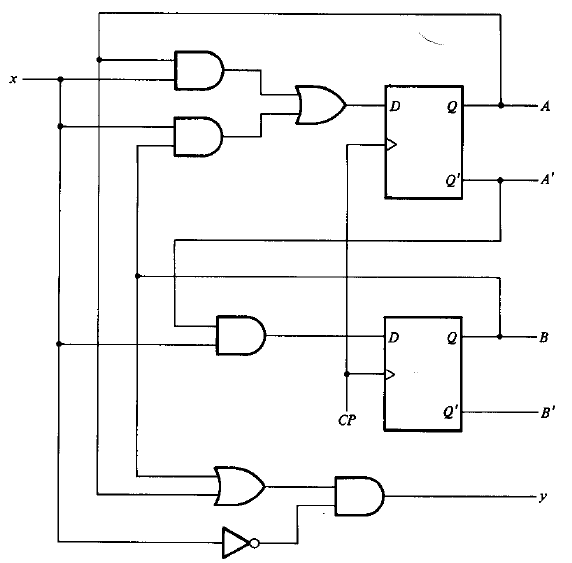 x
D Q A
Q' A'
D Q B
CP
Q' B'
y